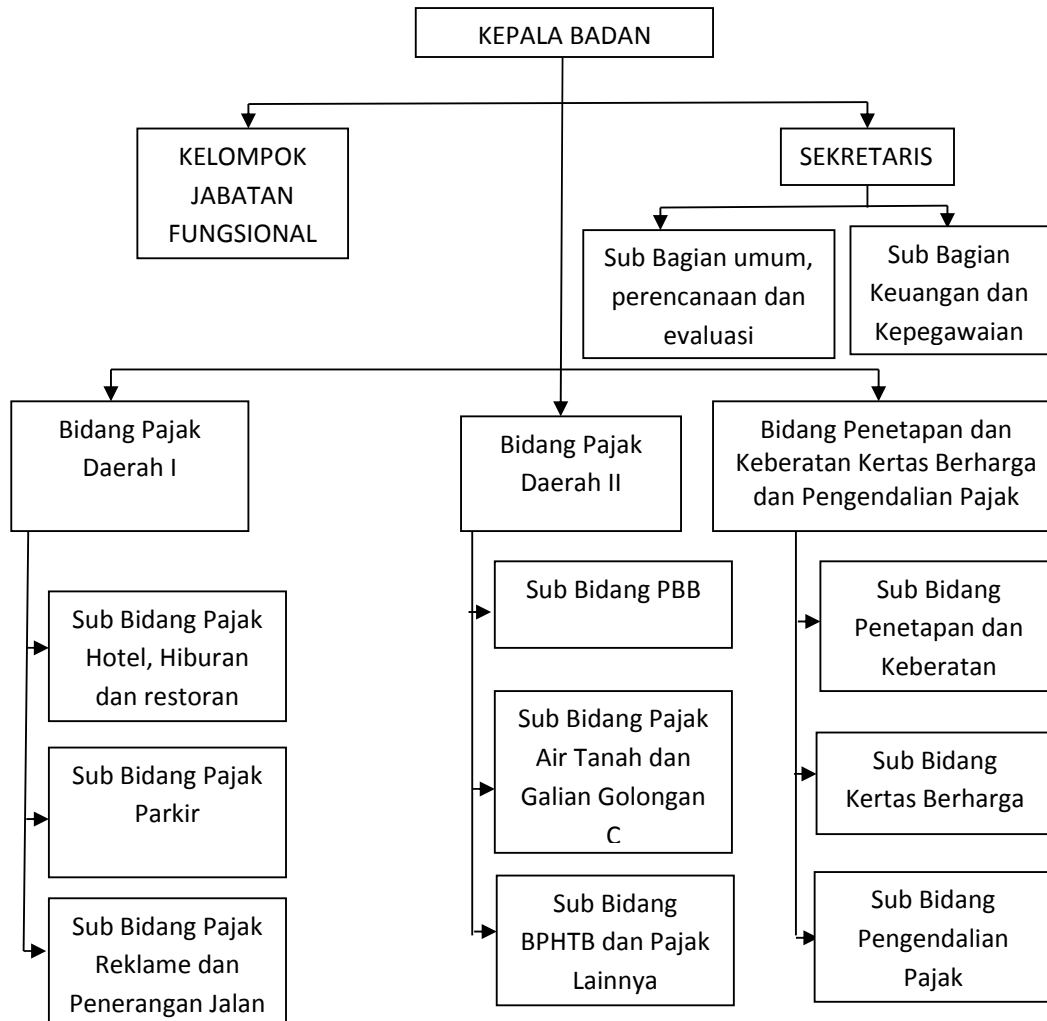 KEPALA BADAN
KELOMPOK
JABATAN
FUNGSIONAL
SEKRETARIS
Sub Bagian umum,
perencanaan dan
evaluasi
Sub Bagian
Keuangan dan
Kepegawaian
Bidang Pajak
Daerah I
Bidang Pajak
Daerah II
Bidang Penetapan dan
Keberatan Kertas Berharga
dan Pengendalian Pajak
Sub Bidang Pajak
Hotel, Hiburan
dan restoran
Sub Bidang Pajak
Parkir
Sub Bidang Pajak
Reklame dan
Penerangan Jalan
Sub Bidang PBB
Sub Bidang Pajak
Air Tanah dan
Galian Golongan
C
Sub Bidang
BPHTB dan Pajak
Lainnya
Sub Bidang
Penetapan dan
Keberatan
Sub Bidang
Kertas Berharga
Sub Bidang
Pengendalian
Pajak